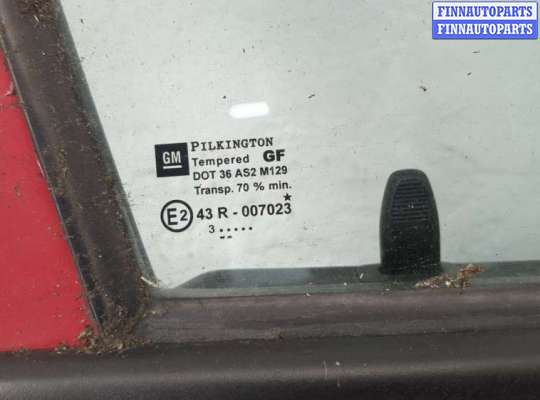 FINNAUTOPARTS
FINNAUTOPARTS
GM
PILKINGTON
Tempered GF
DOT 36 AS2 M129
Transp. 70 % min.
E2 43 R - 007023
3 .....
--